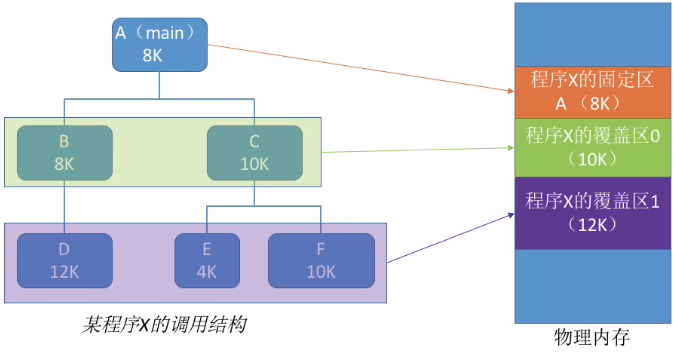 A（main）
8K
B
8K
C
10K
D
12K
E
4K
F
10K
某程序X的调用结构
程序X的固定区
A （8K）
程序X的覆盖区0
（10K）
程序X的覆盖区1
（12K）
物理内存